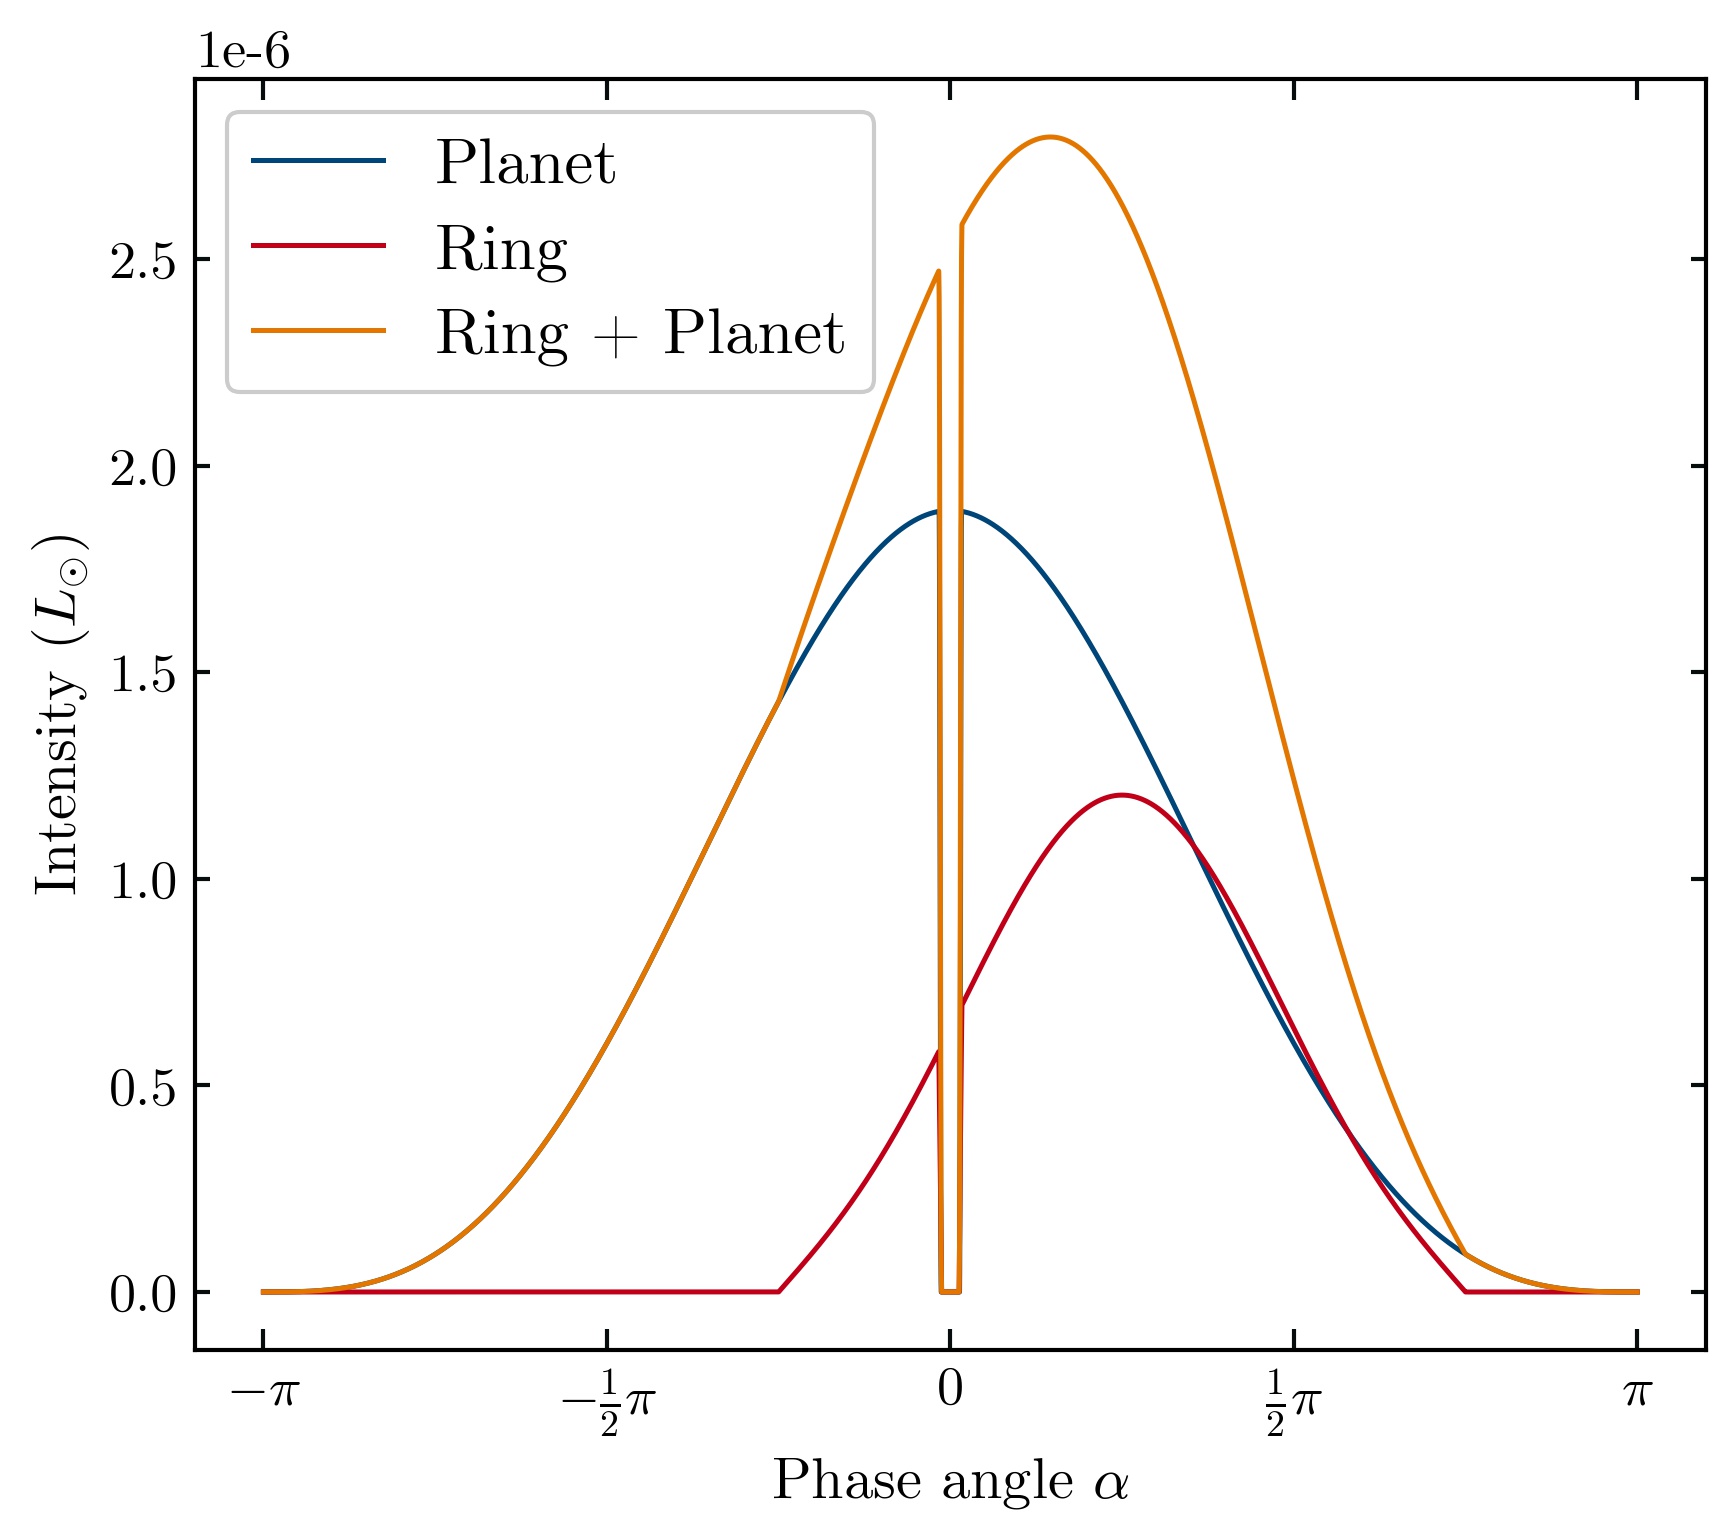 1e-6
Planet
Ring
Ring + Planet
2.5
2.0
1.5
1.0
0.5
0.0
Intensity (L⊙)
−π
−½π
0
½π
π
Phase angle α